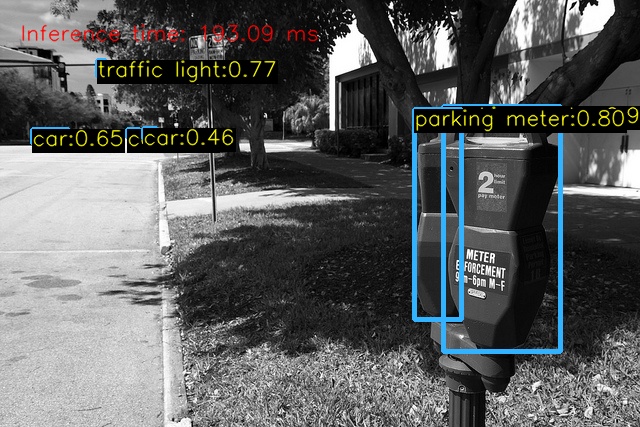 Inference time: 193.09 ms
traffic light:0.77
parking meter:0.809
car:0.65
car:0.46
2 hour
limit
pay meter
METER
ENFORCEMENT
9am-6pm M-F